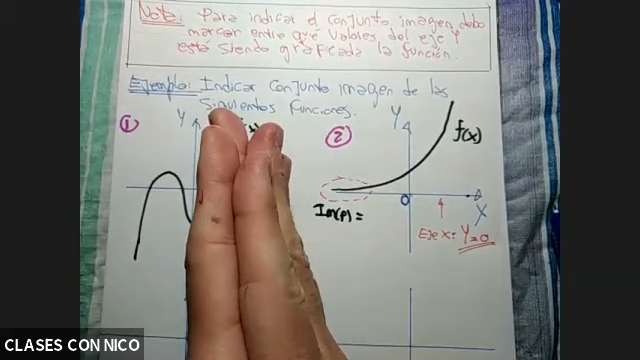 Nota: Para indicar el conjunto imagen debo
marcar entre qué valores del eje Y
está siendo graficada la función.
Ejemplo: Indicar conjunto imagen de las
Siguientes funciones.
① Y
② Y f(x)
0 X
Im(f) =
Eje X: Y=0
CLASES CON NICO